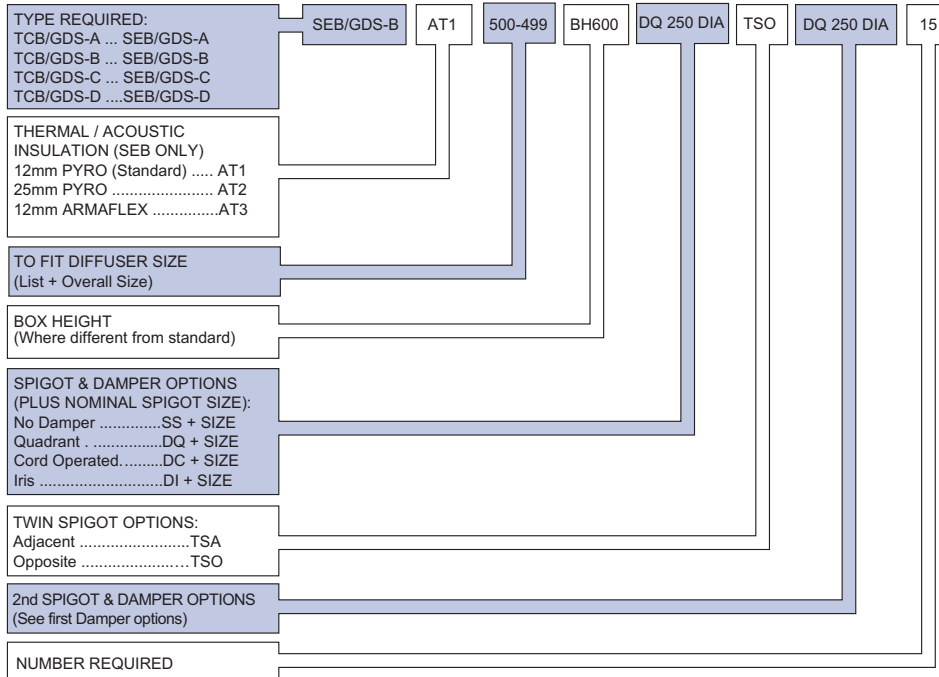 TYPE REQUIRED:
TCB/GDS-A ... SEB/GDS-A
TCB/GDS-B ... SEB/GDS-B
TCB/GDS-C ... SEB/GDS-C
TCB/GDS-D ....SEB/GDS-D
SEB/GDS-B
AT1
500-499
BH600
DQ 250 DIA
TSO
DQ 250 DIA
15
THERMAL / ACOUSTIC
INSULATION (SEB ONLY)
12mm PYRO (Standard) ..... AT1
25mm PYRO ....................... AT2
12mm ARMAFLEX ...............AT3
TO FIT DIFFUSER SIZE
(List + Overall Size)
BOX HEIGHT
(Where different from standard)
SPIGOT & DAMPER OPTIONS
(PLUS NOMINAL SPIGOT SIZE):
No Damper ..............SS + SIZE
Quadrant . ................DQ + SIZE
Cord Operated..........DC + SIZE
Iris ............................DI + SIZE
TWIN SPIGOT OPTIONS:
Adjacent .........................TSA
Opposite .........................TSO
2nd SPIGOT & DAMPER OPTIONS
(See first Damper options)
NUMBER REQUIRED